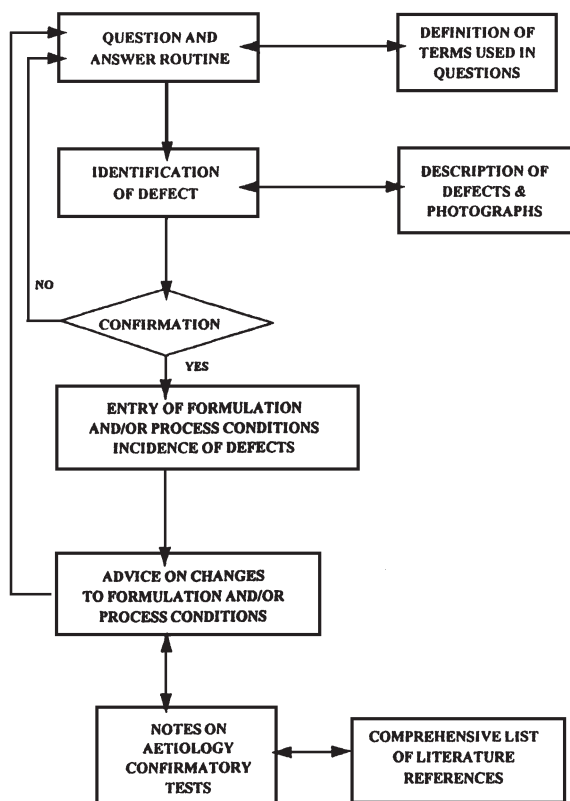 QUESTION AND
ANSWER ROUTINE
DEFINITION OF
TERMS USED IN
QUESTIONS
IDENTIFICATION
OF DEFECT
DESCRIPTION OF
DEFECTS &
PHOTOGRAPHS
NO
CONFIRMATION
YES
ENTRY OF FORMULATION
AND/OR PROCESS CONDITIONS
INCIDENCE OF DEFECTS
ADVICE ON CHANGES
TO FORMULATION AND/OR
PROCESS CONDITIONS
NOTES ON
AETIOLOGY
CONFIRMATORY
TESTS
COMPREHENSIVE LIST
OF LITERATURE
REFERENCES